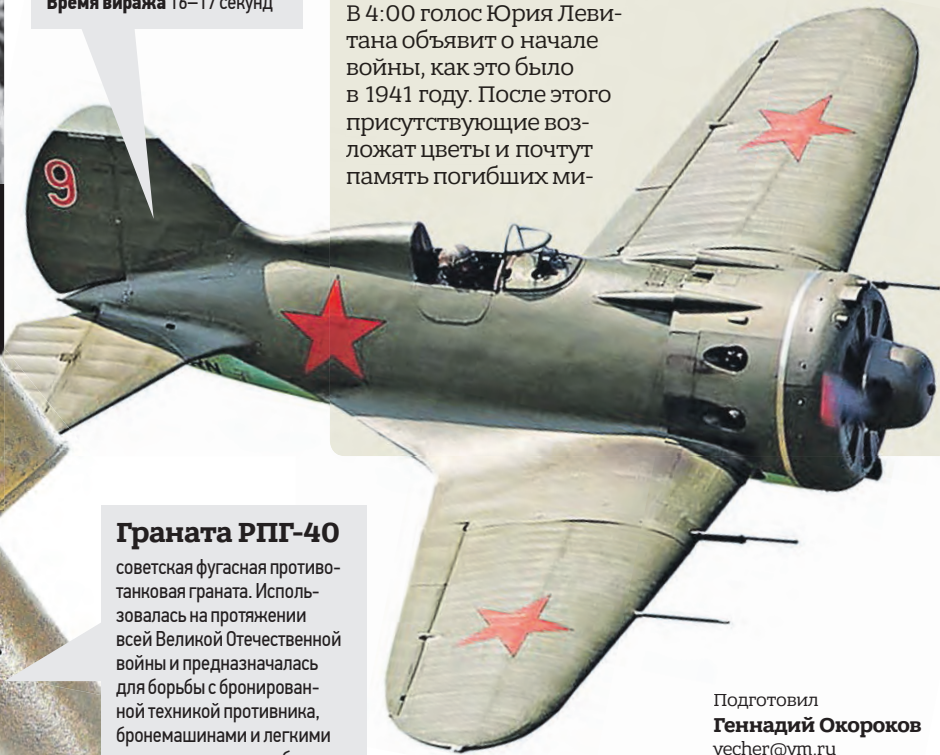 Время виража 16–17 секунд
В 4:00 голос Юрия Леви-
тана объявит о начале
войны, как это было
в 1941 году. После этого
присутствующие воз-
ложат цветы и почтут
память погибших ми-
9
Граната РПГ-40
советская фугасная противо-
танковая граната. Исполь-
зовалась на протяжении
всей Великой Отечественной
войны и предназначалась
для борьбы с бронирован-
ной техникой противника,
бронемашинами и легкими
Подготовил
Геннадий Окороков
vecher@vm.ru